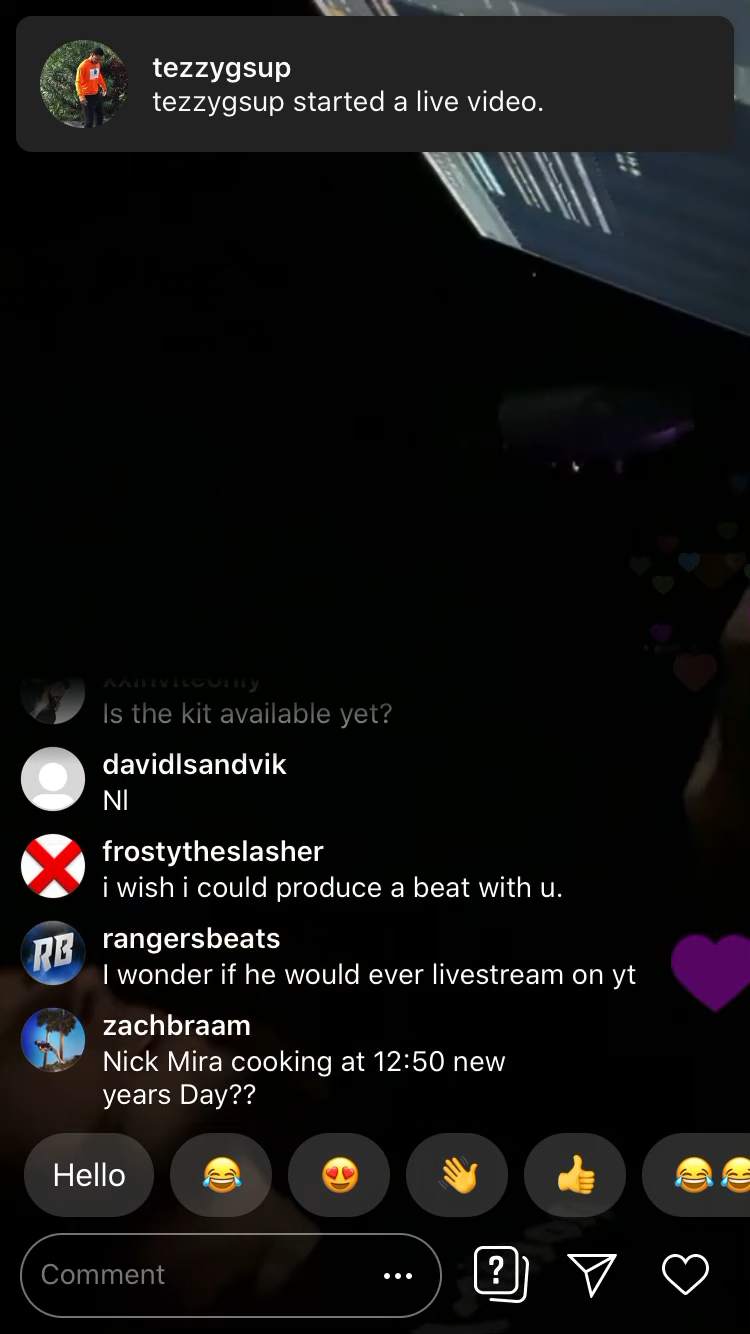 tezzygsup
tezzygsup started a live video.
Is the kit available yet?
davidlsandvik
Nl
frostytheslasher
i wish i could produce a beat with u.
RB
rangersbeats
I wonder if he would ever livestream on yt
zachbraam
Nick Mira cooking at 12:50 new
years Day??
Hello
Comment